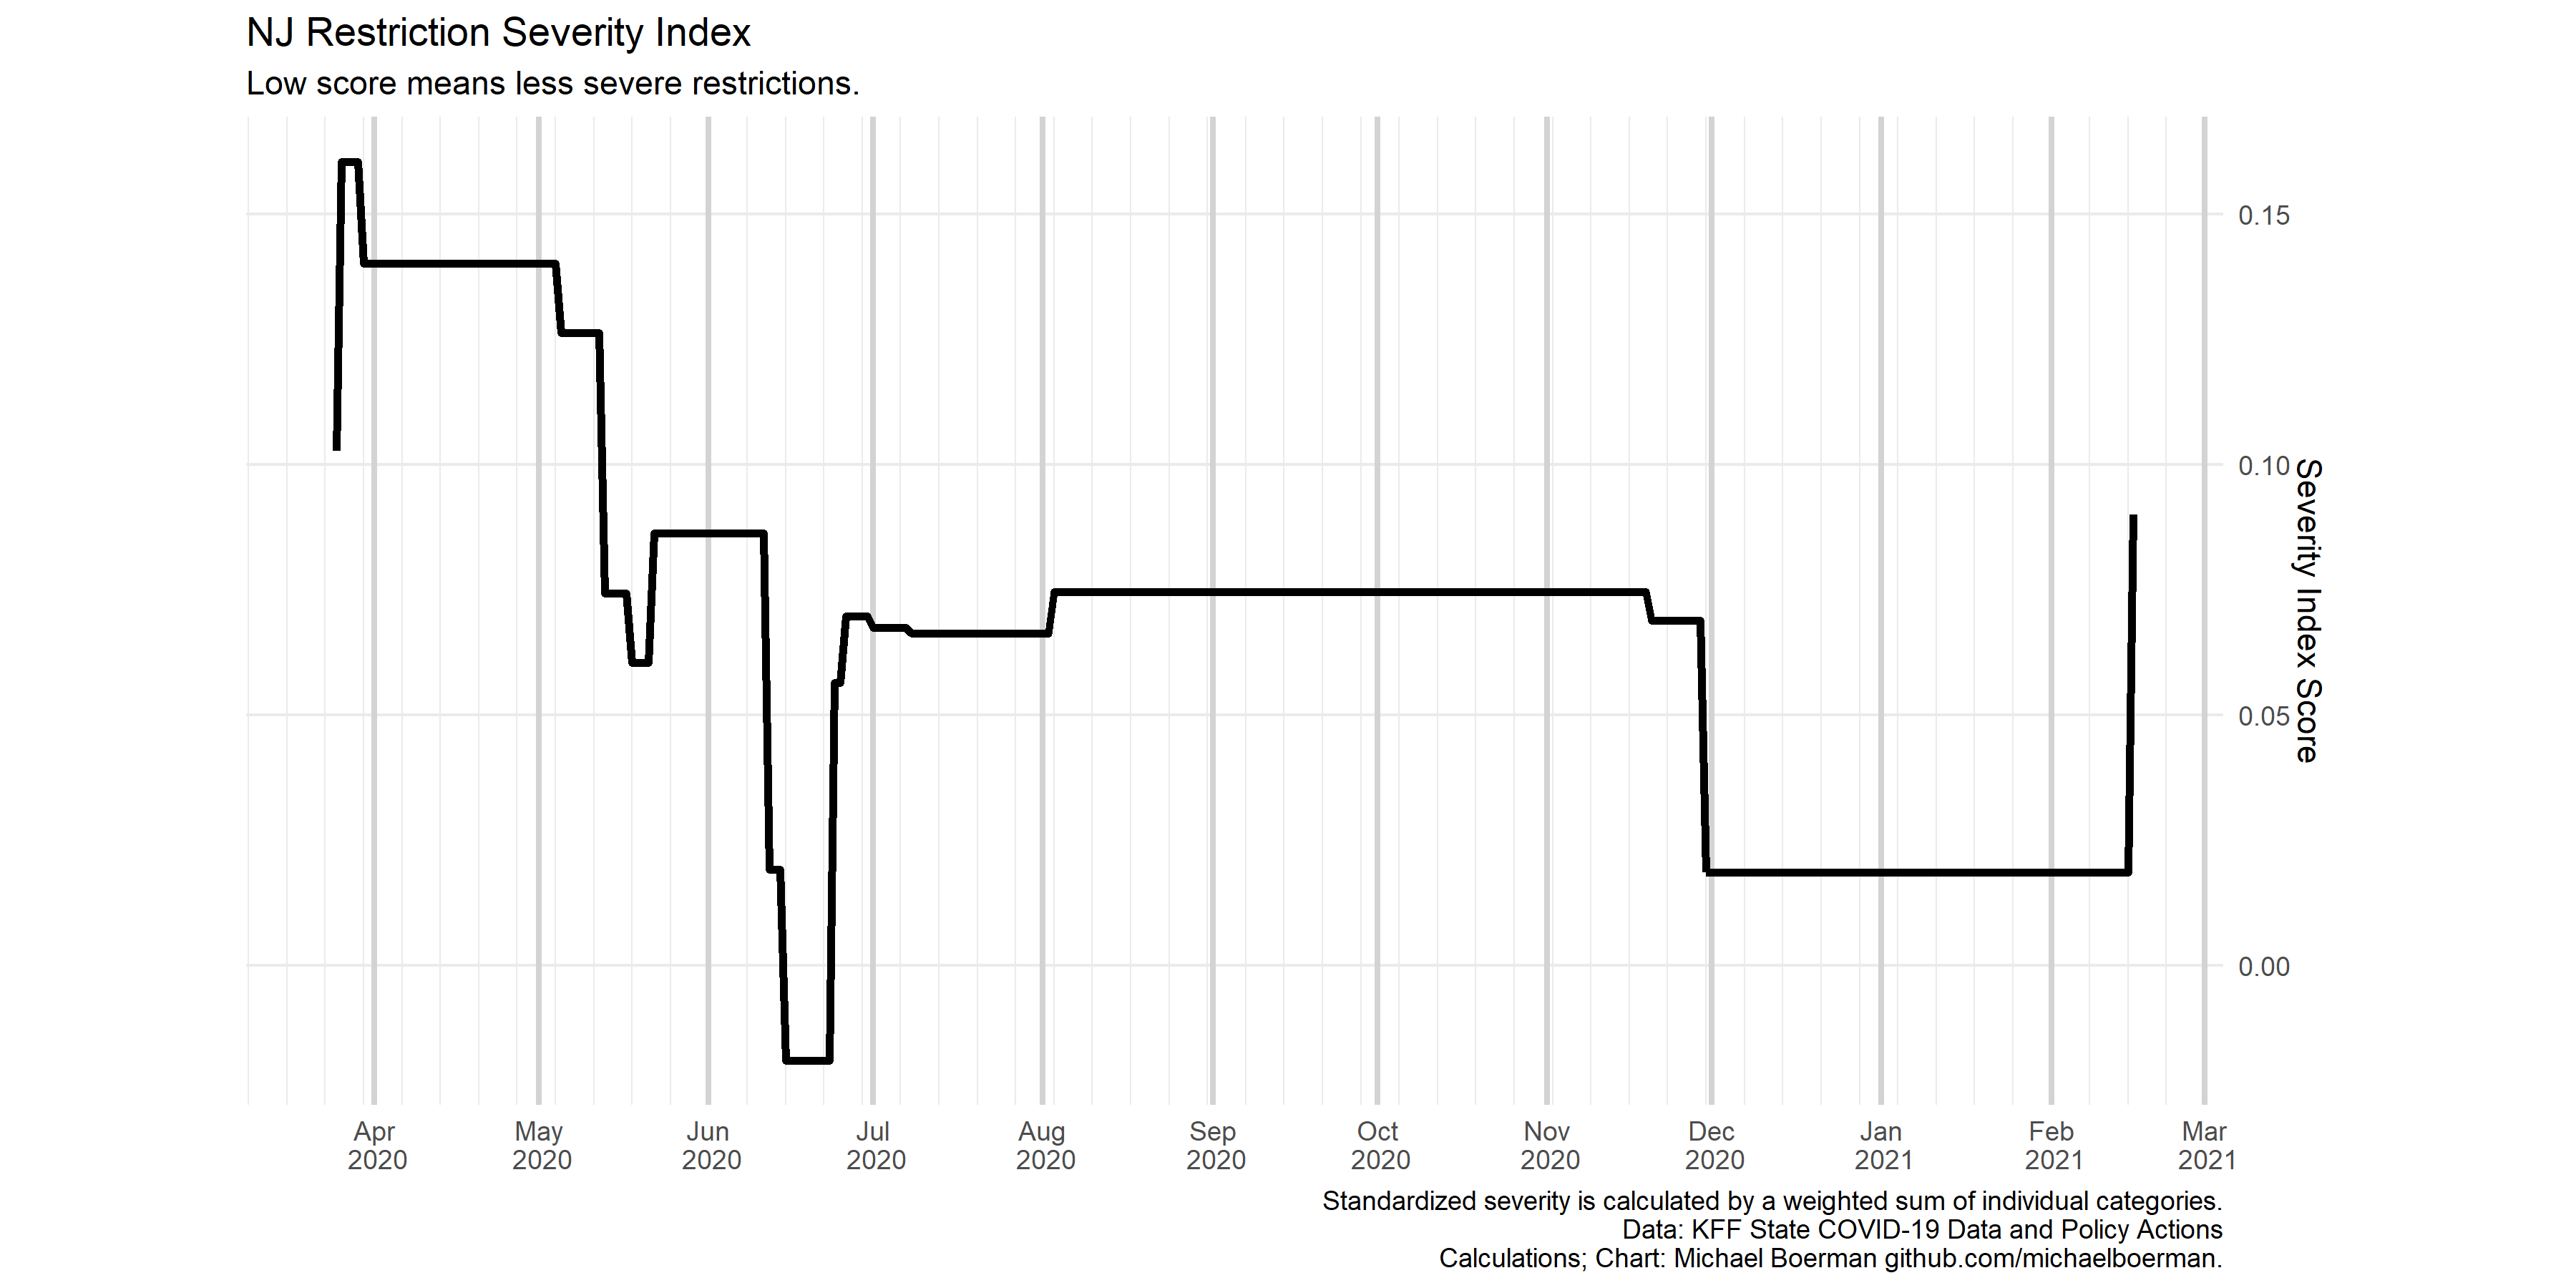 NJ Restriction Severity Index
Low score means less severe restrictions.
0.15
0.10
0.05
0.00
Severity Index Score
Apr
2020
May
2020
Jun
2020
Jul
2020
Aug
2020
Sep
2020
Oct
2020
Nov
2020
Dec
2020
Jan
2021
Feb
2021
Mar
2021
Standardized severity is calculated by a weighted sum of individual categories.
Data: KFF State COVID-19 Data and Policy Actions
Calculations; Chart: Michael Boerman github.com/michaelboerman.